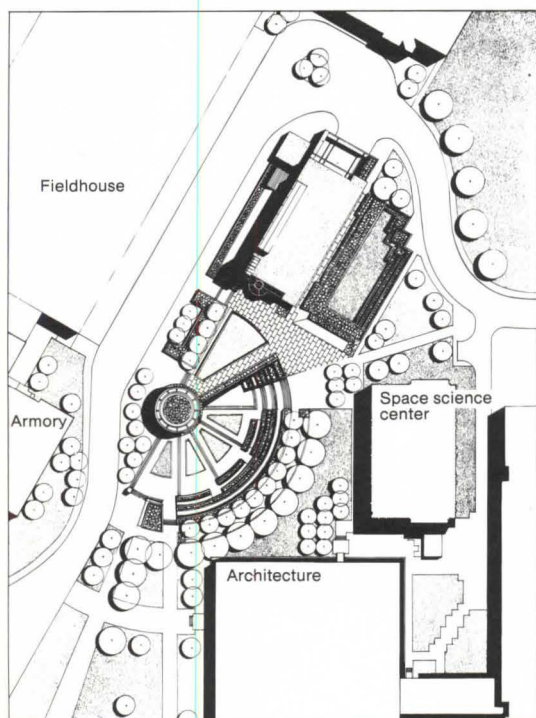 Fieldhouse
Armory
Space science
center
Architecture